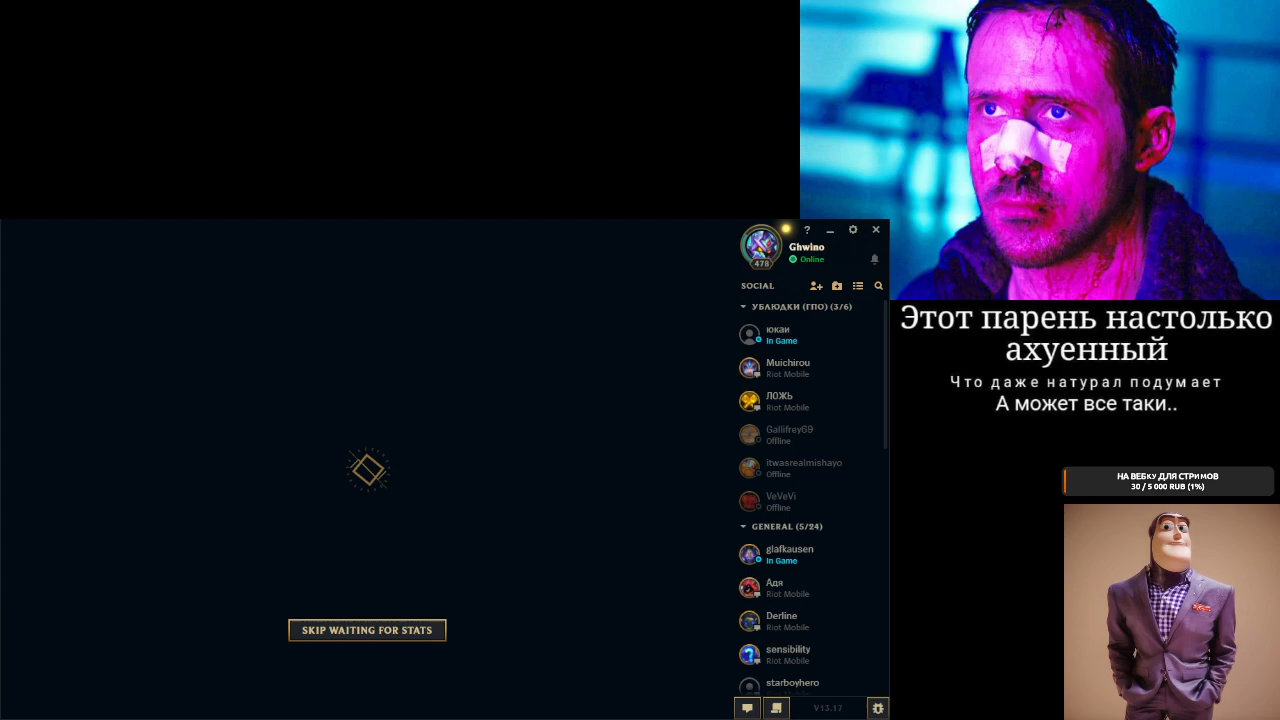 Ghwino
478
Online
SOCIAL
УБЛЮДКИ (ГПО) (3/6)
юкаи
In Game
Muichirou
Riot Mobile
ЛОЖЬ
Riot Mobile
Gallifrey69
Offline
itwasrealmishayo
Offline
VeVeVi
Offline
GENERAL (5/24)
glafkausen
In Game
Адя
Riot Mobile
Derline
Riot Mobile
sensibility
Riot Mobile
starboyhero
V13.17
SKIP WAITING FOR STATS
Этот парень настолько
ахуенный
Что даже натурал подумает
А может все таки..
НА ВЕБКУ ДЛЯ СТРИМОВ
30 / 5 000 RUB (1%)